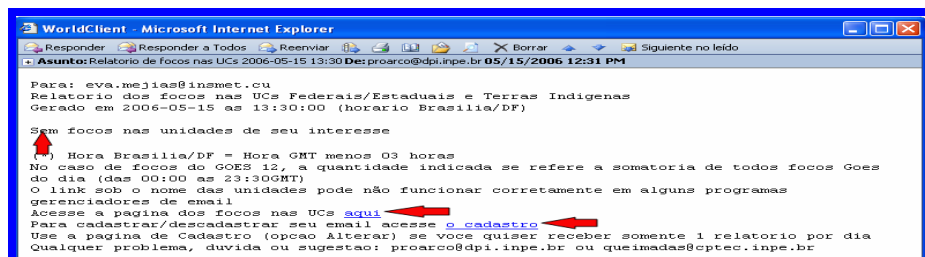 WorldClient - Microsoft Internet Explorer
Responder Responder a Todos Reenviar Borrar Siguiente no leído
Asunto: Relatorio de focos nas UCs 2006-05-15 13:30 De: proarco@dpi.inpe.br 05/15/2006 12:31 PM
Para: eva.mejias@insmet.cu
Relatorio dos focos nas UCs Federais/Estaduais e Terras Indigenas
Gerado em 2006-05-15 as 13:30:00 (horario Brasilia/DF)
Sem focos nas unidades de seu interesse
(*) Hora Brasilia/DF = Hora GMT menos 03 horas
No caso de focos do GOES 12, a quantidade indicada se refere a somatoria de todos focos Goes
do dia (das 00:00 as 23:30GMT)
O link sob o nome das unidades pode não funcionar corretamente em alguns programas
gerenciadores de email
Acesse a pagina dos focos nas UCs aqui
Para cadastrar/descadastrar seu email acesse o cadastro
Use a pagina de Cadastro (opcao Alterar) se voce quiser receber somente 1 relatorio por dia
Qualquer problema, duvida ou sugestao: proarco@dpi.inpe.br ou queimadas@cptec.inpe.br